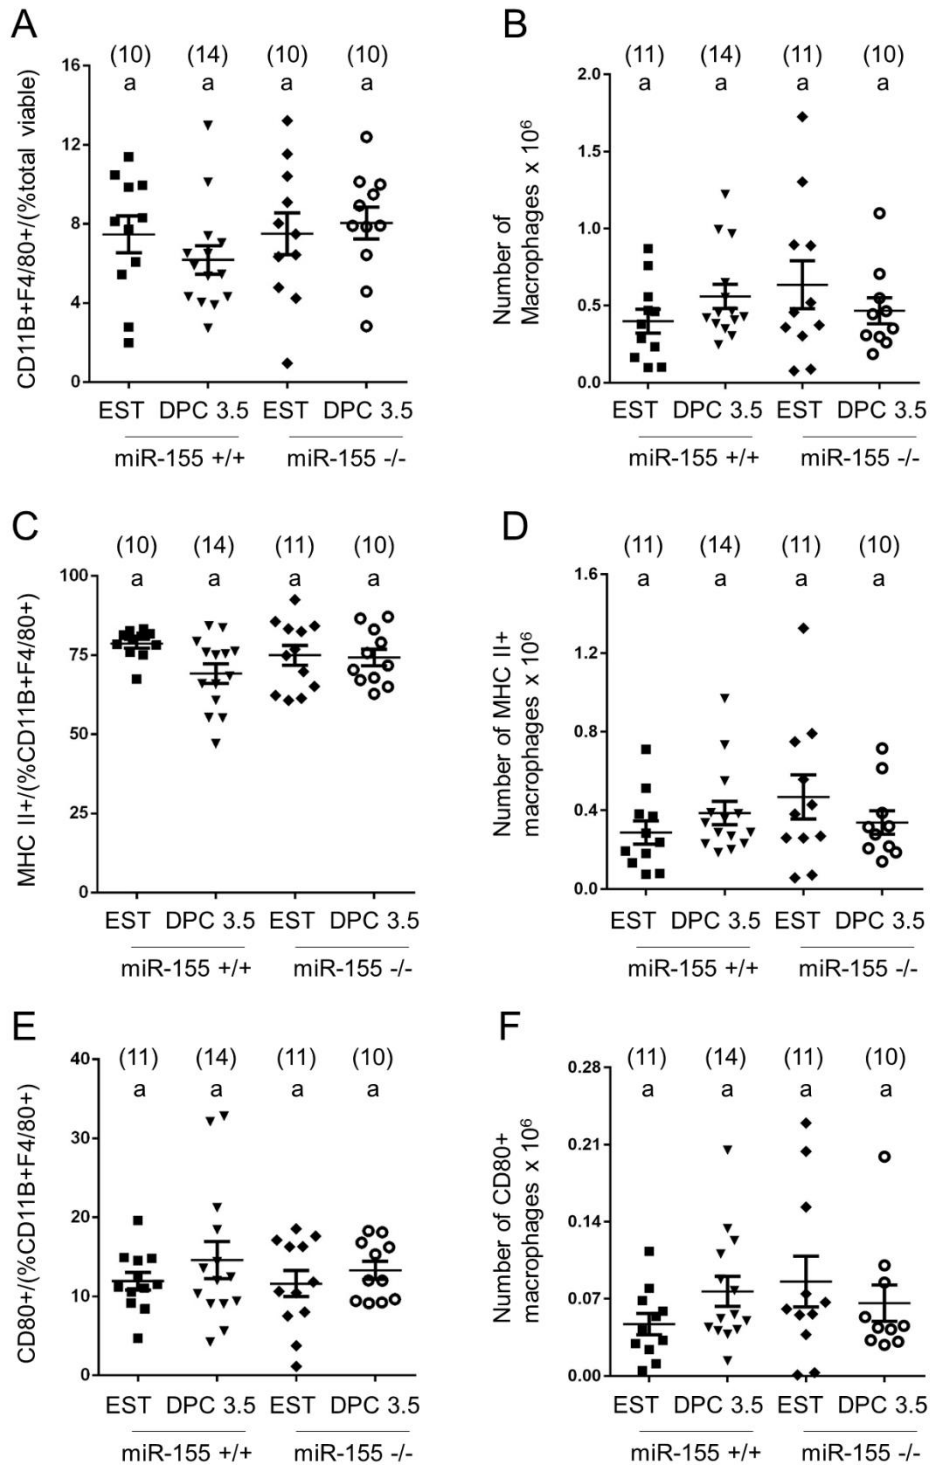 A
(10) (14) (10) (10)
a a a a
CD11B+F4/80+/(%total viable)
16
12
8
4
0
EST DPC 3.5 EST DPC 3.5
miR-155 +/+ miR-155 -/-
B
(11) (14) (11) (10)
a a a a
Number of
Macrophages x 10⁶
2.0
1.5
1.0
0.5
0.0
EST DPC 3.5 EST DPC 3.5
miR-155 +/+ miR-155 -/-
C
(10) (14) (11) (10)
a a a a
MHC II+/(%CD11B+F4/80+)
100
75
50
25
0
EST DPC 3.5 EST DPC 3.5
miR-155 +/+ miR-155 -/-
D
(11) (14) (11) (10)
a a a a
Number of MHC II+
macrophages x 10⁶
1.6
1.2
0.8
0.4
0.0
EST DPC 3.5 EST DPC 3.5
miR-155 +/+ miR-155 -/-
E
(11) (14) (11) (10)
a a a a
CD80+/(%CD11B+F4/80+)
40
30
20
10
0
EST DPC 3.5 EST DPC 3.5
miR-155 +/+ miR-155 -/-
F
(11) (14) (11) (10)
a a a a
Number of CD80+
macrophages x 10⁶
0.28
0.21
0.14
0.07
0.00
EST DPC 3.5 EST DPC 3.5
miR-155 +/+ miR-155 -/-